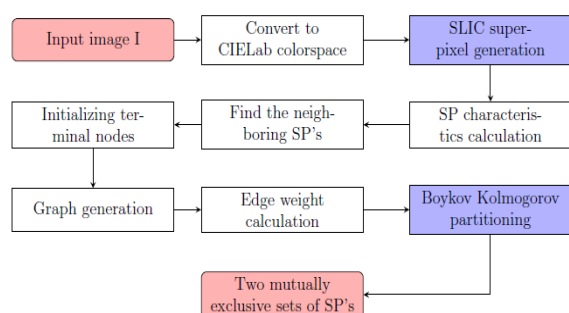 Input image I
Convert to
CIELab colorspace
SLIC super-
pixel generation
Initializing ter-
minal nodes
Find the neigh-
boring SP's
SP characteris-
tics calculation
Graph generation
Edge weight
calculation
Boykov Kolmogorov
partitioning
Two mutually
exclusive sets of SP's